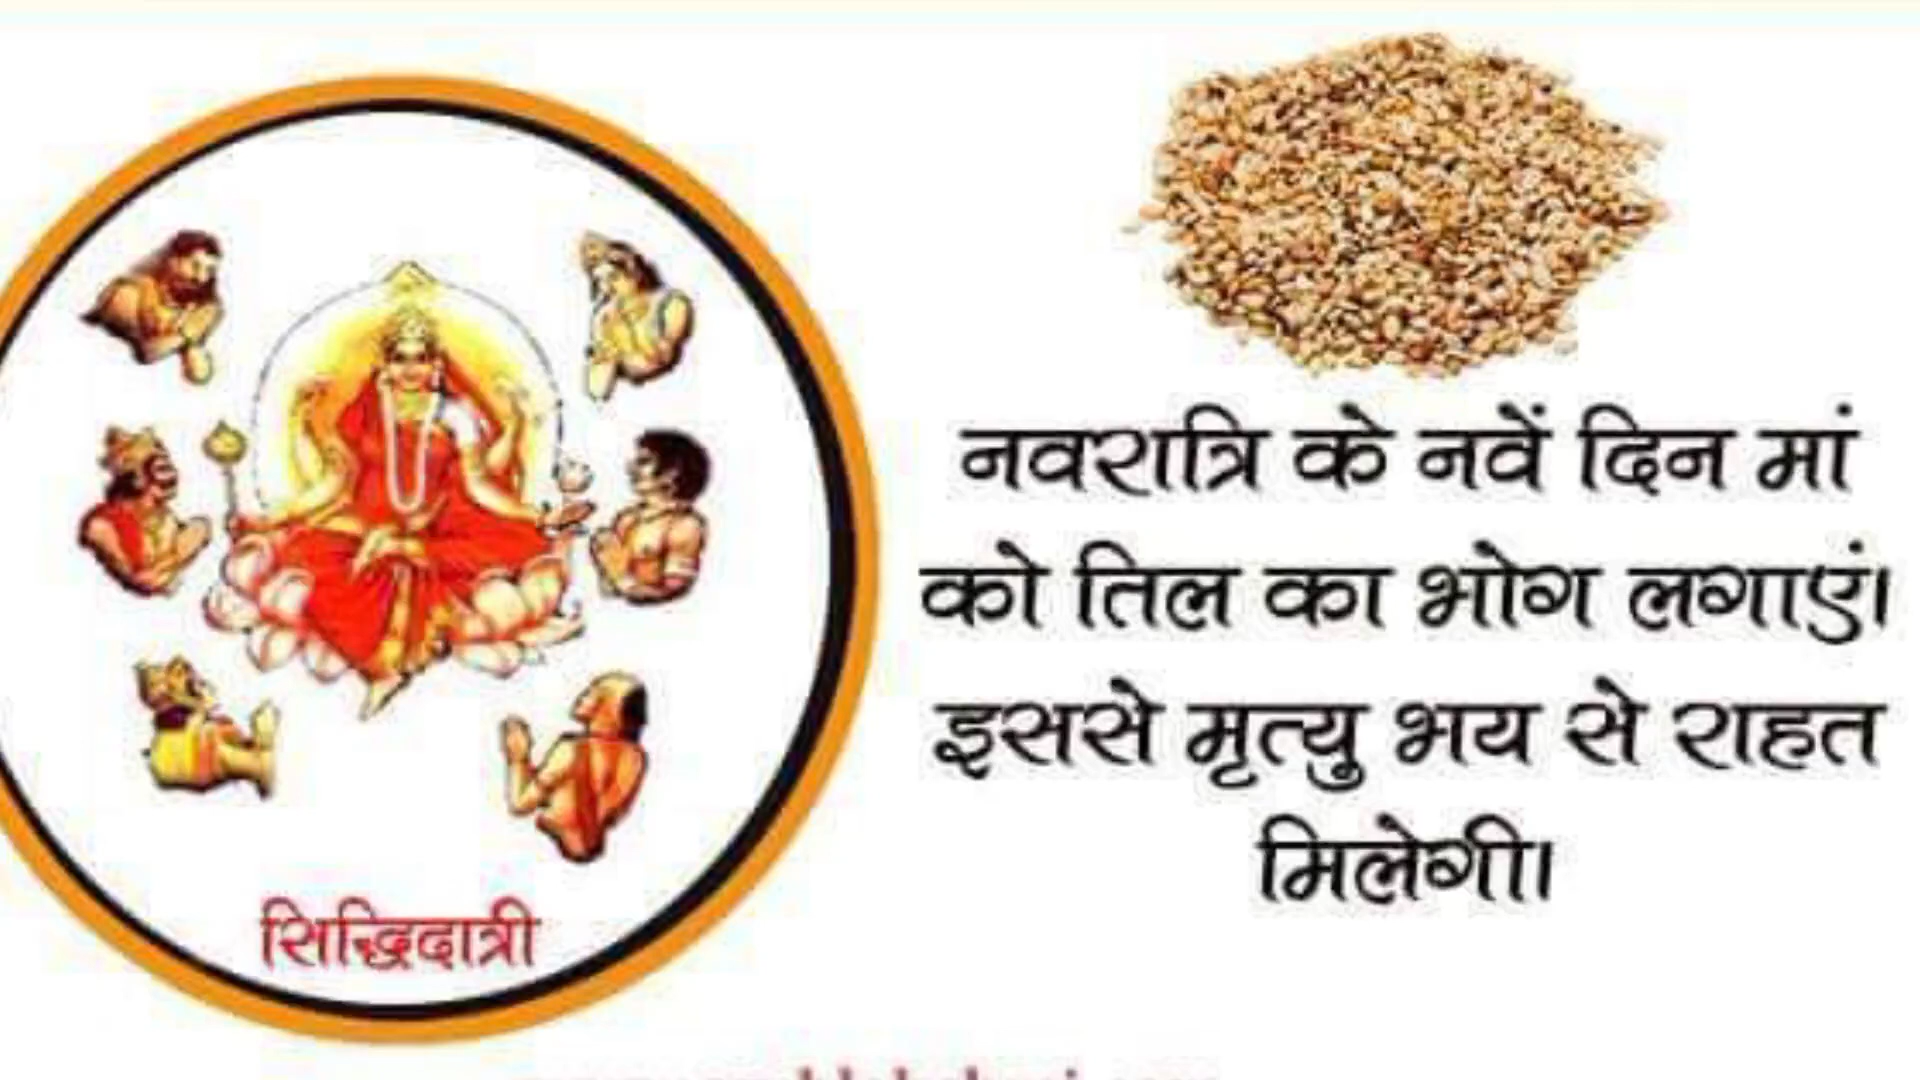 सिद्धिदात्री
नवरात्रि के नवें दिन मां
को तिल का भोग लगाएं।
इससे मृत्यु भय से राहत
मिलेगी।